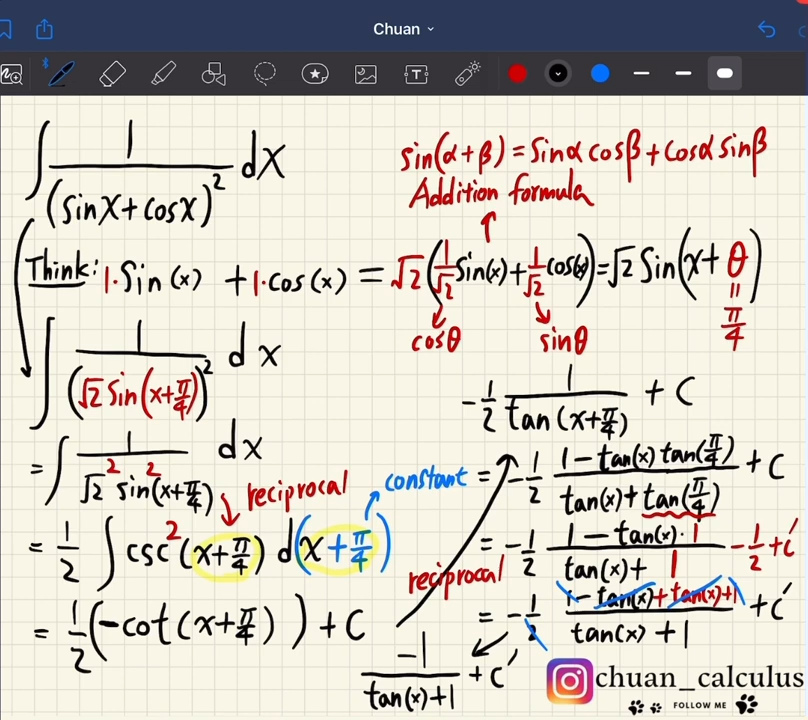 Chuan
∫ 1/(sinx+cosx)² dx
sin(α+β)=sinαcosβ+cosαsinβ
Addition formula
Think: 1·sin(x) +1·cos(x) = √2(1/√2 sin(x)+1/√2 cos(x))=√2 sin(x+θ)
cosθ
sinθ
= π/4
∫ 1/(√2 sin(x+π/4))² dx
= ∫ 1/(√2² sin²(x+π/4)) dx
reciprocal
constant
= 1/2 ∫ csc²(x+π/4) d(x+π/4)
= 1/2(-cot(x+π/4)) + C
reciprocal
-1/2 1/tan(x+π/4) + C
= -1/2 (1-tan(x)tan(π/4))/(tan(x)+tan(π/4)) + C
= -1/2 (1-tan(x)·1)/(tan(x)+1) -1/2 + C'
= -1/2 (1-tan(x)+tan(x)+1)/(tan(x)+1) + C'
-1/(tan(x)+1) + C'
chuan_calculus
FOLLOW ME